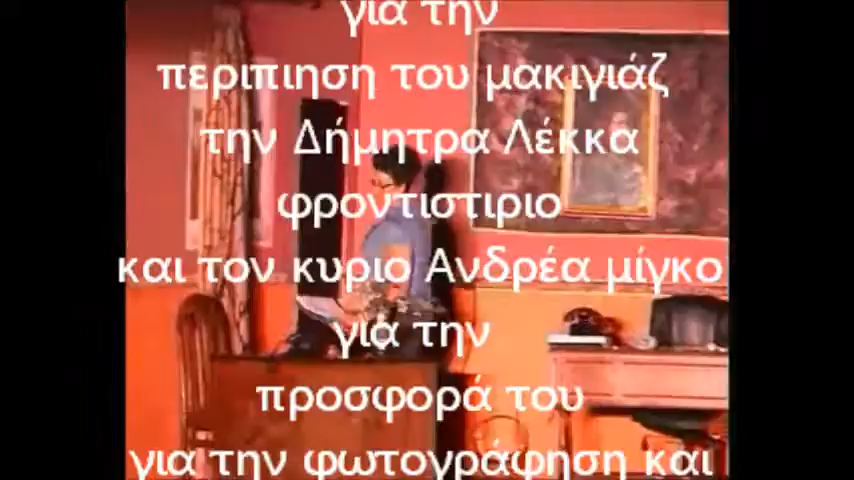 για την
περιπιηση του μακιγιάζ
την Δήμητρα Λέκκα
φροντιστιριο
και τον κυριο Ανδρέα μίγκο
για την
προσφορά του
για την φωτογράφηση και